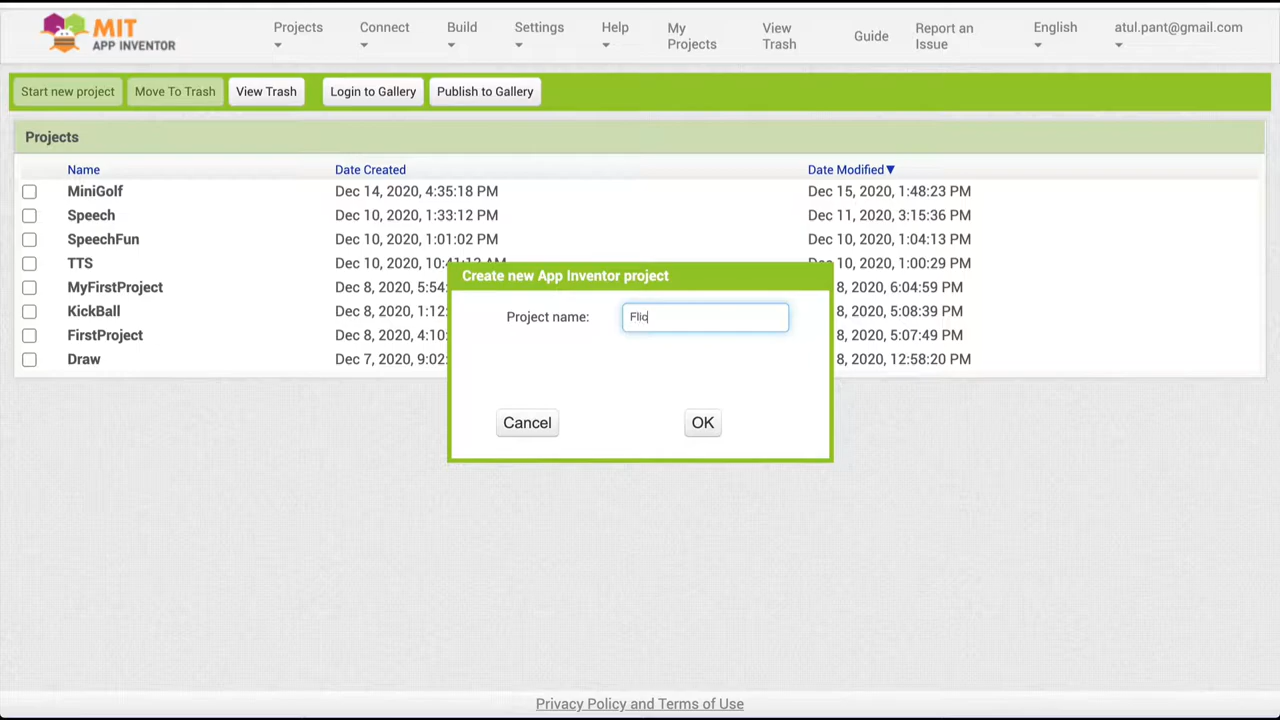 MIT
APP INVENTOR
Projects
Connect
Build
Settings
Help
My
Projects
View
Trash
Guide
Report an
Issue
English
atul.pant@gmail.com
Start new project
Move To Trash
View Trash
Login to Gallery
Publish to Gallery
Projects
Name Date Created Date Modified▼
MiniGolf Dec 14, 2020, 4:35:18 PM Dec 15, 2020, 1:48:23 PM
Speech Dec 10, 2020, 1:33:12 PM Dec 11, 2020, 3:15:36 PM
SpeechFun Dec 10, 2020, 1:01:02 PM Dec 10, 2020, 1:04:13 PM
TTS Dec 10, 2020, 10:41:12 AM 10, 2020, 1:00:29 PM
MyFirstProject Dec 8, 2020, 5:54: 8, 2020, 6:04:59 PM
KickBall Dec 8, 2020, 1:12: 8, 2020, 5:08:39 PM
FirstProject Dec 8, 2020, 4:10: 8, 2020, 5:07:49 PM
Draw Dec 7, 2020, 9:02: 8, 2020, 12:58:20 PM
Create new App Inventor project
Project name: Flic
Cancel
OK
Privacy Policy and Terms of Use